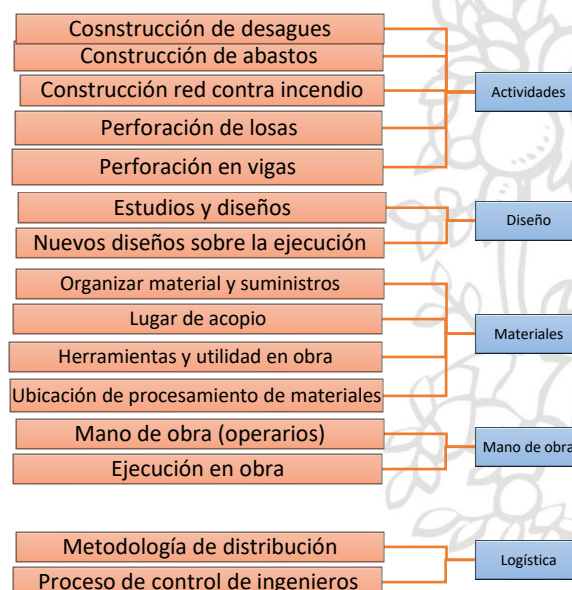 Cosnstrucción de desagues
Construcción de abastos
Construcción red contra incendio
Perforación de losas
Perforación en vigas
Actividades
Estudios y diseños
Nuevos diseños sobre la ejecución
Diseño
Organizar material y suministros
Lugar de acopio
Herramientas y utilidad en obra
Ubicación de procesamiento de materiales
Materiales
Mano de obra (operarios)
Ejecución en obra
Mano de obra
Metodología de distribución
Proceso de control de ingenieros
Logística